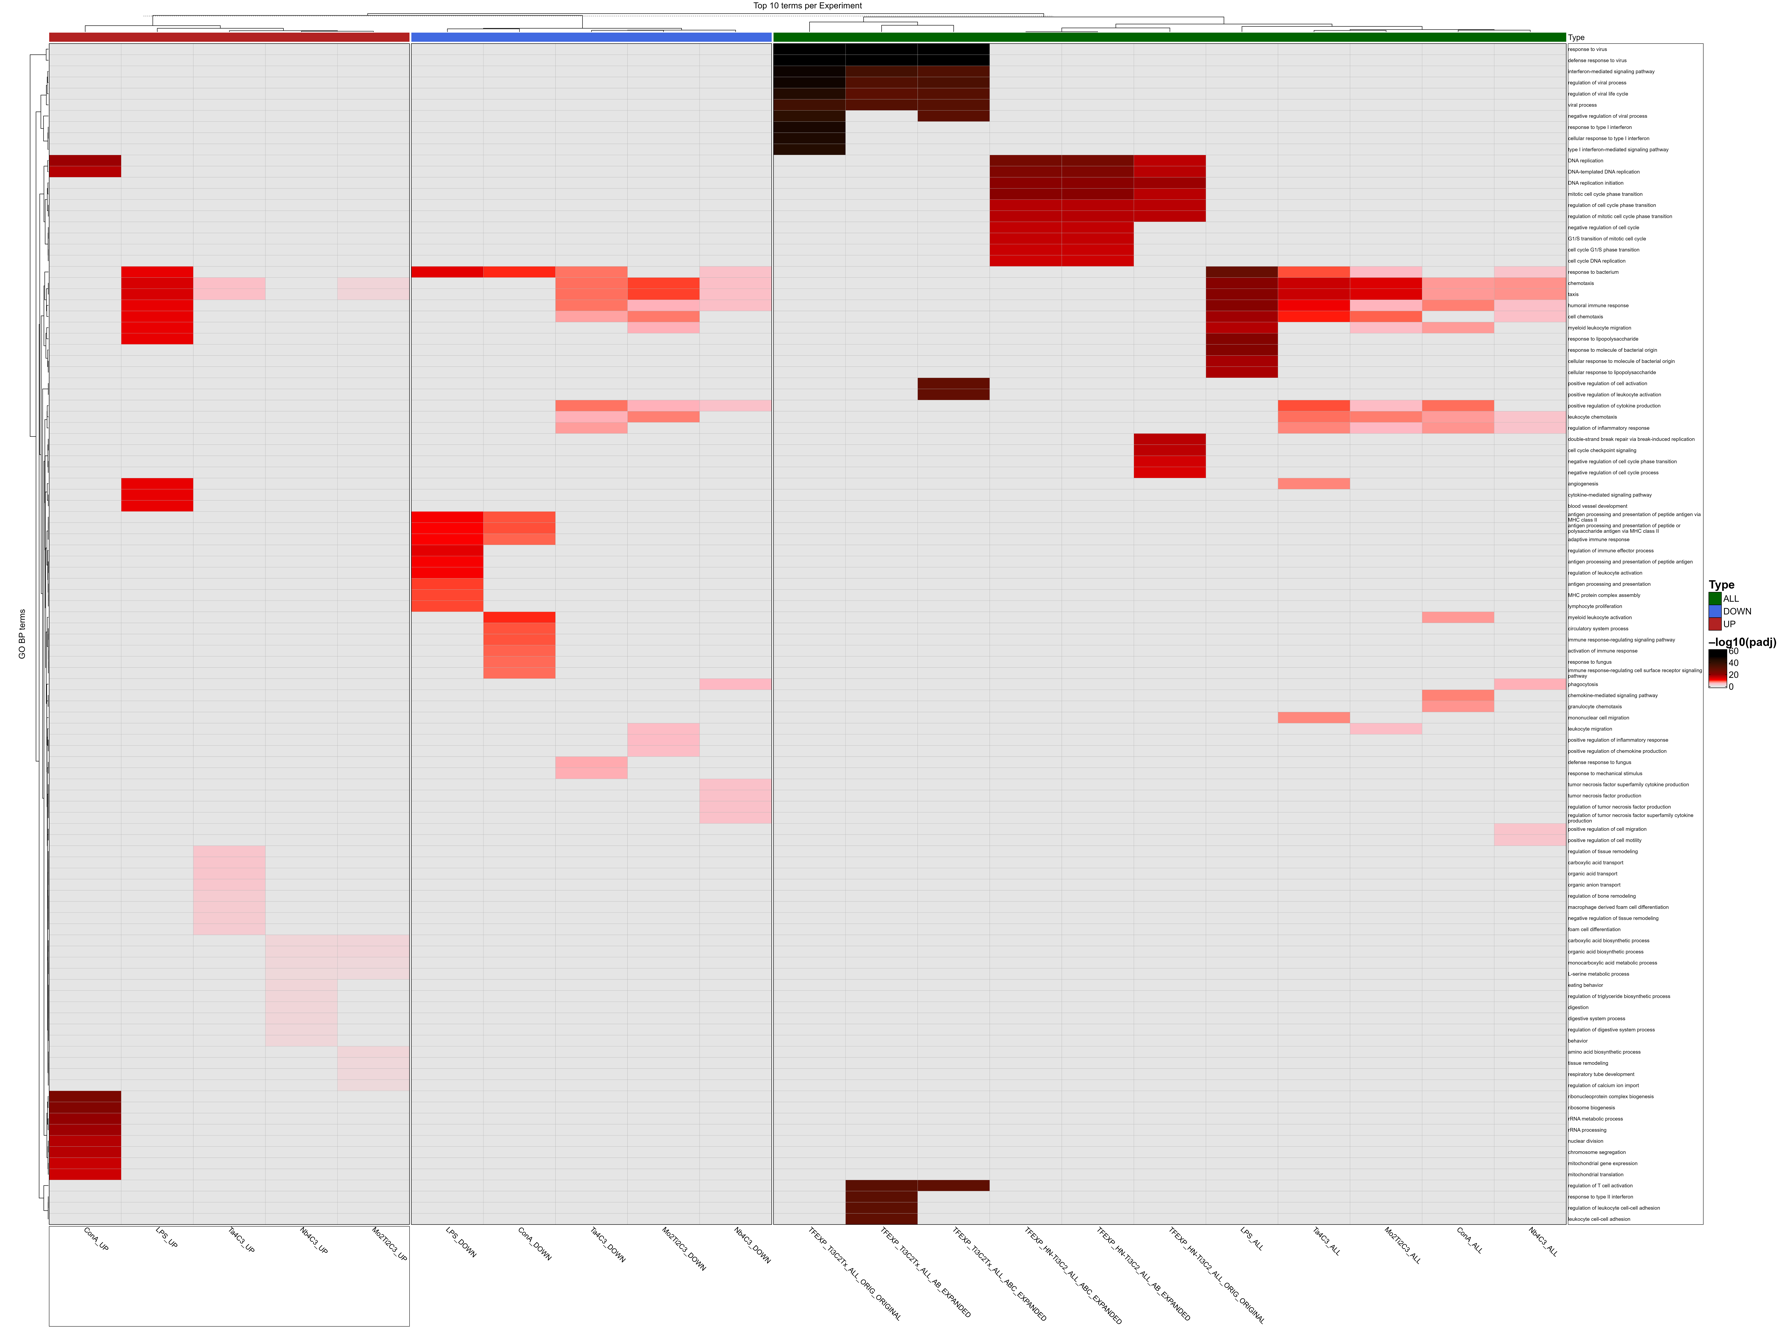 Top 10 terms per Experiment
Type
response to virus
defense response to virus
interferon-mediated signaling pathway
regulation of viral process
regulation of viral life cycle
viral process
negative regulation of viral process
response to type I interferon
cellular response to type I interferon
type I interferon-mediated signaling pathway
DNA replication
DNA-templated DNA replication
DNA replication initiation
mitotic cell cycle phase transition
regulation of cell cycle phase transition
regulation of mitotic cell cycle phase transition
negative regulation of cell cycle
G1/S transition of mitotic cell cycle
cell cycle G1/S phase transition
cell cycle DNA replication
response to bacterium
chemotaxis
taxis
humoral immune response
cell chemotaxis
myeloid leukocyte migration
response to lipopolysaccharide
response to molecule of bacterial origin
cellular response to molecule of bacterial origin
cellular response to lipopolysaccharide
positive regulation of cell activation
positive regulation of leukocyte activation
positive regulation of cytokine production
leukocyte chemotaxis
regulation of inflammatory response
double-strand break repair via break-induced replication
cell cycle checkpoint signaling
negative regulation of cell cycle phase transition
negative regulation of cell cycle process
angiogenesis
cytokine-mediated signaling pathway
blood vessel development
antigen processing and presentation of peptide antigen via
MHC class II
antigen processing and presentation of peptide or
polysaccharide antigen via MHC class II
adaptive immune response
regulation of immune effector process
antigen processing and presentation of peptide antigen
regulation of leukocyte activation
antigen processing and presentation
MHC protein complex assembly
lymphocyte proliferation
myeloid leukocyte activation
circulatory system process
immune response-regulating signaling pathway
activation of immune response
response to fungus
immune response-regulating cell surface receptor signaling
pathway
phagocytosis
chemokine-mediated signaling pathway
granulocyte chemotaxis
mononuclear cell migration
leukocyte migration
positive regulation of inflammatory response
positive regulation of chemokine production
defense response to fungus
response to mechanical stimulus
tumor necrosis factor superfamily cytokine production
tumor necrosis factor production
regulation of tumor necrosis factor production
regulation of tumor necrosis factor superfamily cytokine
production
positive regulation of cell migration
positive regulation of cell motility
regulation of tissue remodeling
carboxylic acid transport
organic acid transport
organic anion transport
regulation of bone remodeling
macrophage derived foam cell differentiation
negative regulation of tissue remodeling
foam cell differentiation
carboxylic acid biosynthetic process
organic acid biosynthetic process
monocarboxylic acid metabolic process
L-serine metabolic process
eating behavior
regulation of triglyceride biosynthetic process
digestion
digestive system process
regulation of digestive system process
behavior
amino acid biosynthetic process
tissue remodeling
respiratory tube development
regulation of calcium ion import
ribonucleoprotein complex biogenesis
ribosome biogenesis
rRNA metabolic process
rRNA processing
nuclear division
chromosome segregation
mitochondrial gene expression
mitochondrial translation
regulation of T cell activation
response to type II interferon
regulation of leukocyte cell-cell adhesion
leukocyte cell-cell adhesion
GO BP terms
Type
ALL
DOWN
UP
−log10(padj)
60
40
20
0
ConA_UP
LPS_UP
Ta4C3_UP
Nb4C3_UP
Mo2Ti2C3_UP
LPS_DOWN
ConA_DOWN
Ta4C3_DOWN
Mo2Ti2C3_DOWN
Nb4C3_DOWN
TFEXP_Ti3C2Tx_ALL_ORIG_ORIGINAL
TFEXP_Ti3C2Tx_ALL_AB_EXPANDED
TFEXP_Ti3C2Tx_ALL_ABC_EXPANDED
TFEXP_HN-Ti3C2_ALL_ABC_EXPANDED
TFEXP_HN-Ti3C2_ALL_AB_EXPANDED
TFEXP_HN-Ti3C2_ALL_ORIG_ORIGINAL
LPS_ALL
Ta4C3_ALL
Mo2Ti2C3_ALL
ConA_ALL
Nb4C3_ALL